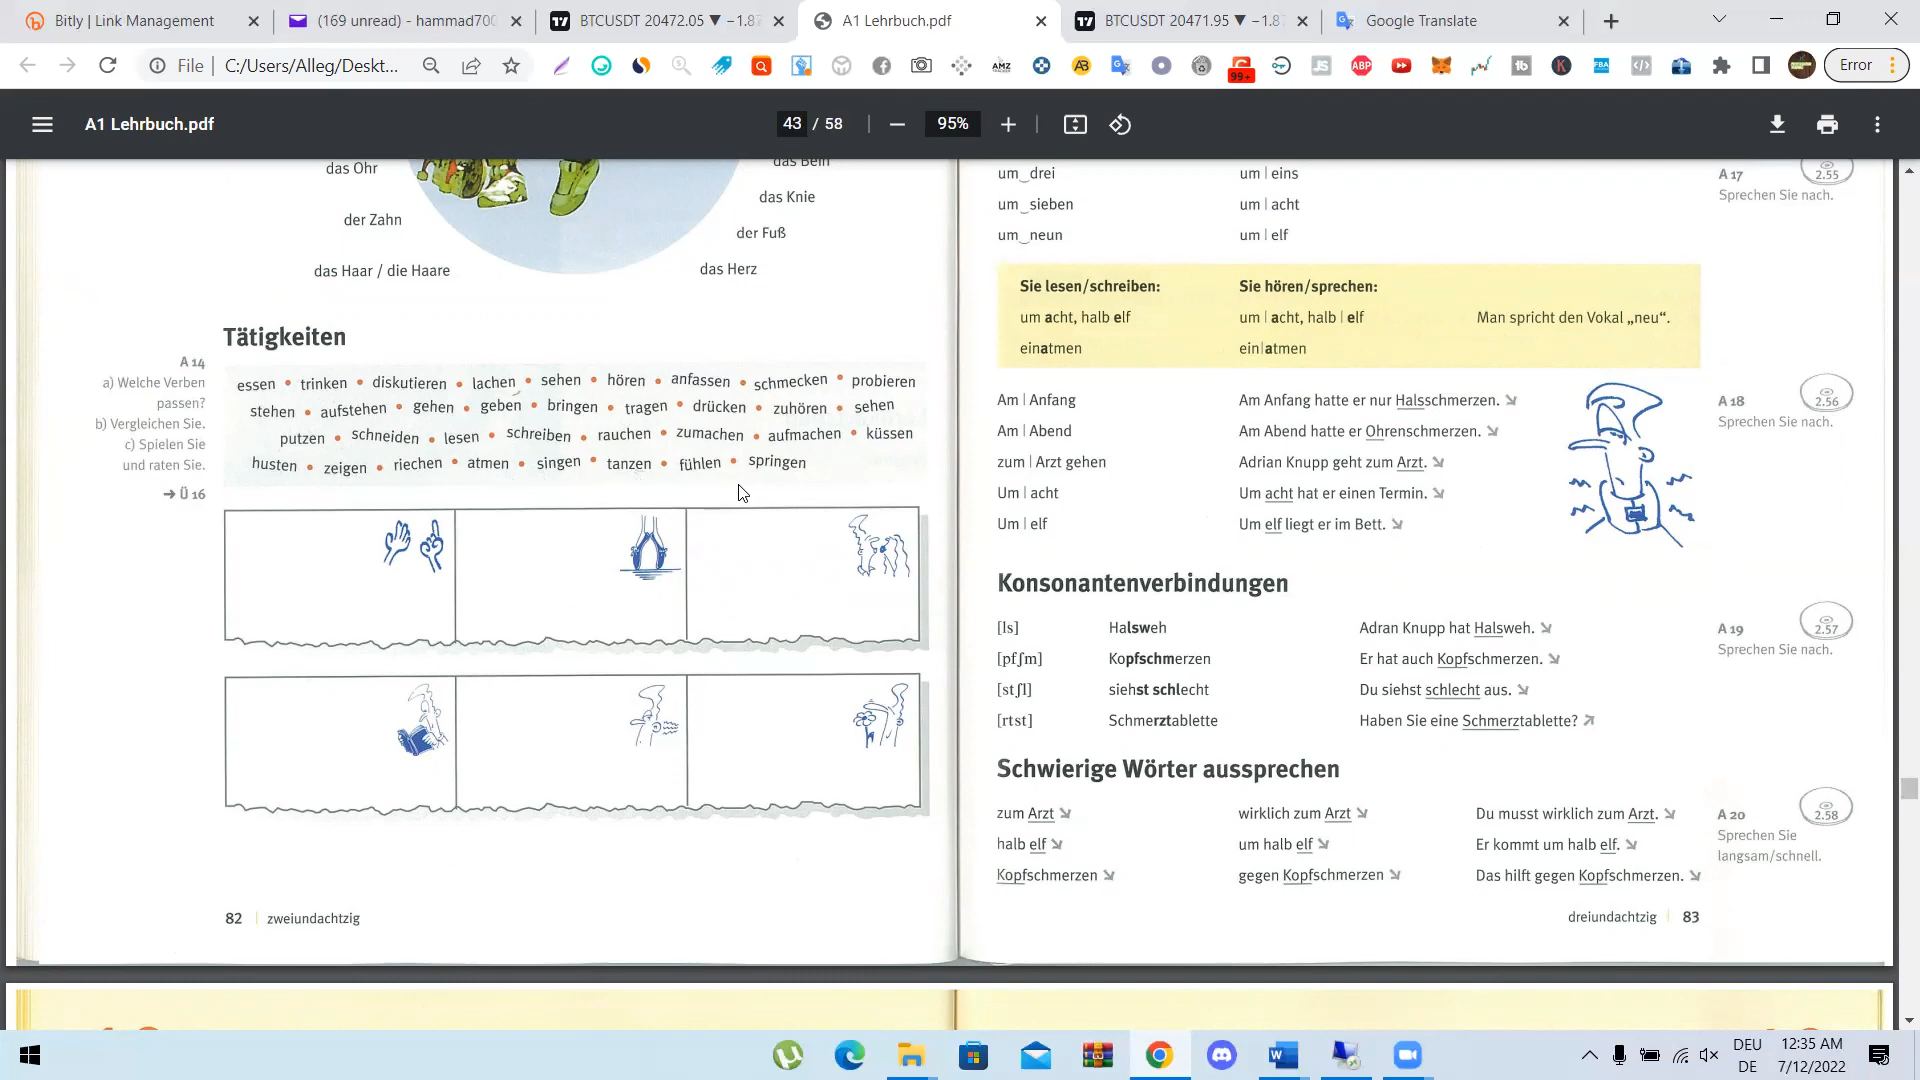 Bitly | Link Management
(169 unread) - hammad700
BTCUSDT 20472.05 ▼ −1.87
A1 Lehrbuch.pdf
BTCUSDT 20471.95 ▼ −1.87
Google Translate
File
C:/Users/Alleg/Deskt...
99+
Error
A1 Lehrbuch.pdf
43 / 58
95%
das Ohr
der Zahn
das Haar / die Haare
das Bein
das Knie
der Fuß
das Herz
Tätigkeiten
A 14
a) Welche Verben
passen?
b) Vergleichen Sie.
c) Spielen Sie
und raten Sie.
➔ Ü 16
essen • trinken • diskutieren • lachen • sehen • hören • anfassen • schmecken • probieren
stehen • aufstehen • gehen • geben • bringen • tragen • drücken • zuhören • sehen
putzen • schneiden • lesen • schreiben • rauchen • zumachen • aufmachen • küssen
husten • zeigen • riechen • atmen • singen • tanzen • fühlen • springen
82 | zweiundachtzig
um‿drei um | eins
um‿sieben um | acht
um‿neun um | elf
A 17
Sprechen Sie nach.
2.55
Sie lesen/schreiben: Sie hören/sprechen:
um acht, halb elf um | acht, halb | elf Man spricht den Vokal „neu“.
einatmen ein|atmen
Am | Anfang Am Anfang hatte er nur Halsschmerzen. ↘
Am | Abend Am Abend hatte er Ohrenschmerzen. ↘
zum | Arzt gehen Adrian Knupp geht zum Arzt. ↘
Um | acht Um acht hat er einen Termin. ↘
Um | elf Um elf liegt er im Bett. ↘
A 18
Sprechen Sie nach.
2.56
Konsonantenverbindungen
[ls] Halsweh Adran Knupp hat Halsweh. ↘
[pfʃm] Kopfschmerzen Er hat auch Kopfschmerzen. ↘
[stʃl] siehst schlecht Du siehst schlecht aus. ↘
[rtst] Schmerztablette Haben Sie eine Schmerztablette? ↗
A 19
Sprechen Sie nach.
2.57
Schwierige Wörter aussprechen
zum Arzt ↘ wirklich zum Arzt ↘ Du musst wirklich zum Arzt. ↘
halb elf ↘ um halb elf ↘ Er kommt um halb elf. ↘
Kopfschmerzen ↘ gegen Kopfschmerzen ↘ Das hilft gegen Kopfschmerzen. ↘
A 20
Sprechen Sie
langsam/schnell.
2.58
dreiundachtzig | 83
DEU
DE
12:35 AM
7/12/2022